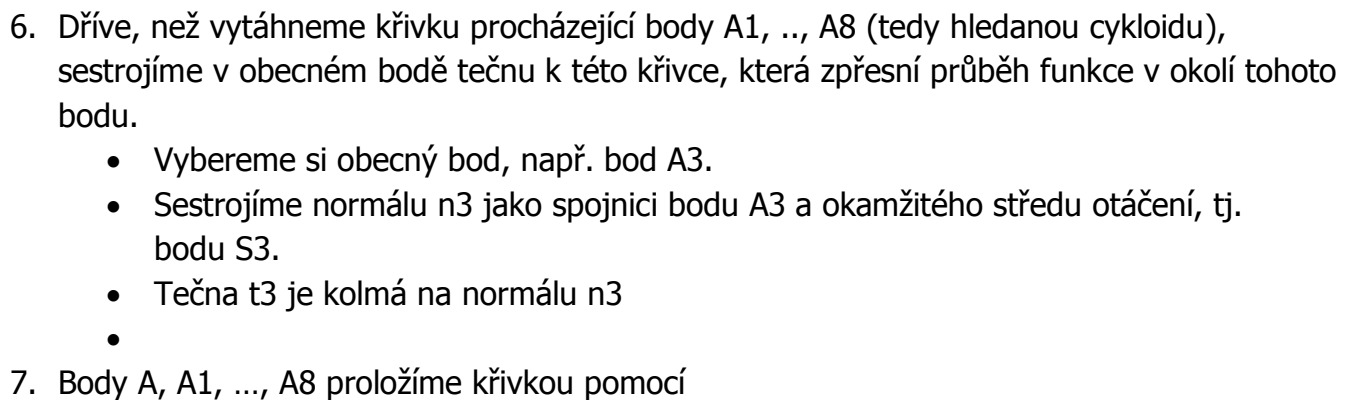 6. Dříve, než vytáhneme křivku procházející body A1, .., A8 (tedy hledanou cykloidu),
sestrojíme v obecném bodě tečnu k této křivce, která zpřesní průběh funkce v okolí tohoto
bodu.
• Vybereme si obecný bod, např. bod A3.
• Sestrojíme normálu n3 jako spojnici bodu A3 a okamžitého středu otáčení, tj.
bodu S3.
• Tečna t3 je kolmá na normálu n3
•
7. Body A, A1, …, A8 proložíme křivkou pomocí